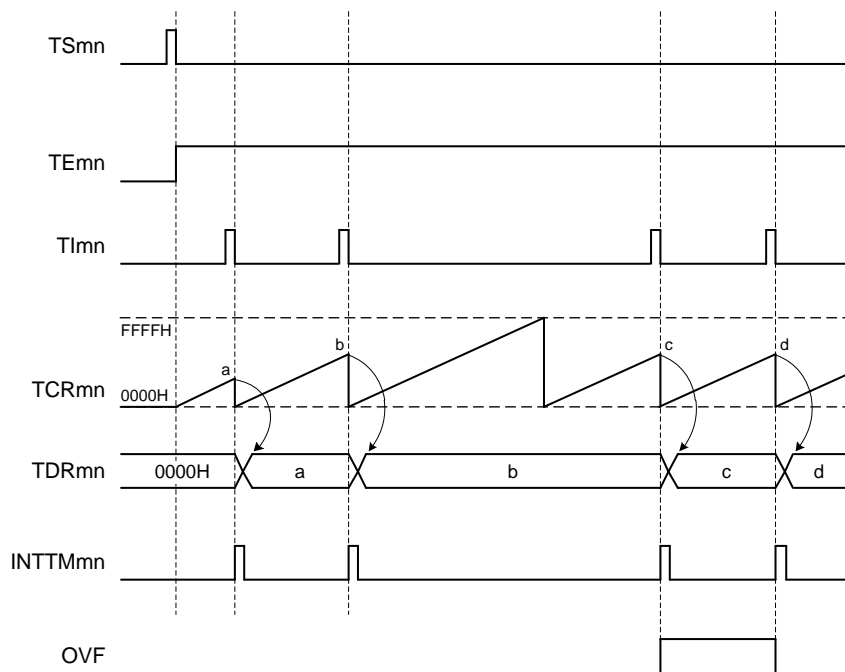 TSmn
TEmn
TImn
FFFFH
a
b
c
d
TCRmn
0000H
TDRmn
0000H
a
b
c
d
INTTMmn
OVF